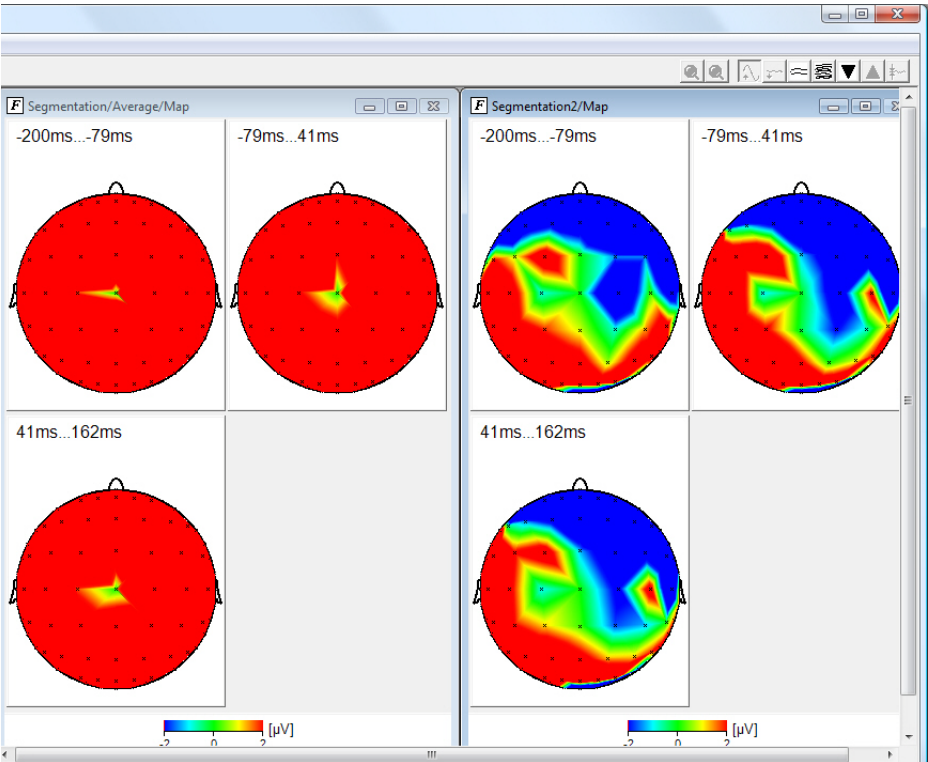 F Segmentation/Average/Map
-200ms...-79ms
-79ms...41ms
41ms...162ms
-2 0 2 [µV]
F Segmentation2/Map
-200ms...-79ms
-79ms...41ms
41ms...162ms
-2 0 2 [µV]